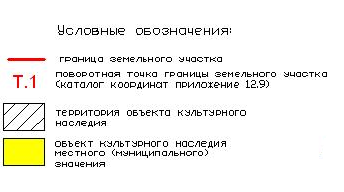 Условные обозначения:
граница земельного участка
Т.1
поворотная точка границы земельного участка
(каталог координат приложение 12.9)
территория объекта культурного
наследия
объект культурного наследия
местного (муниципального)
значения